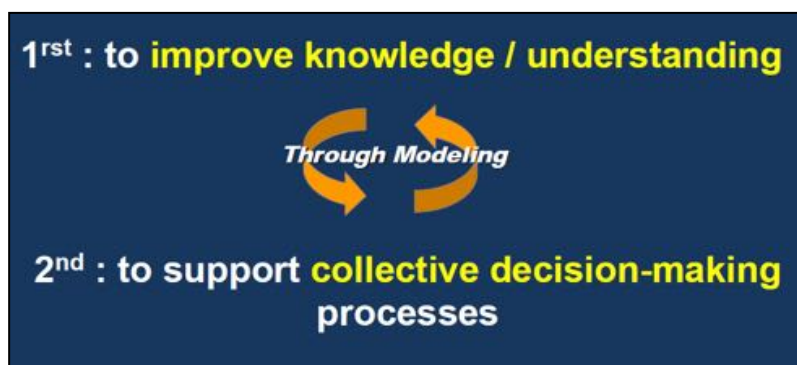 1rst : to improve knowledge / understanding
Through Modeling
2nd : to support collective decision-making
processes